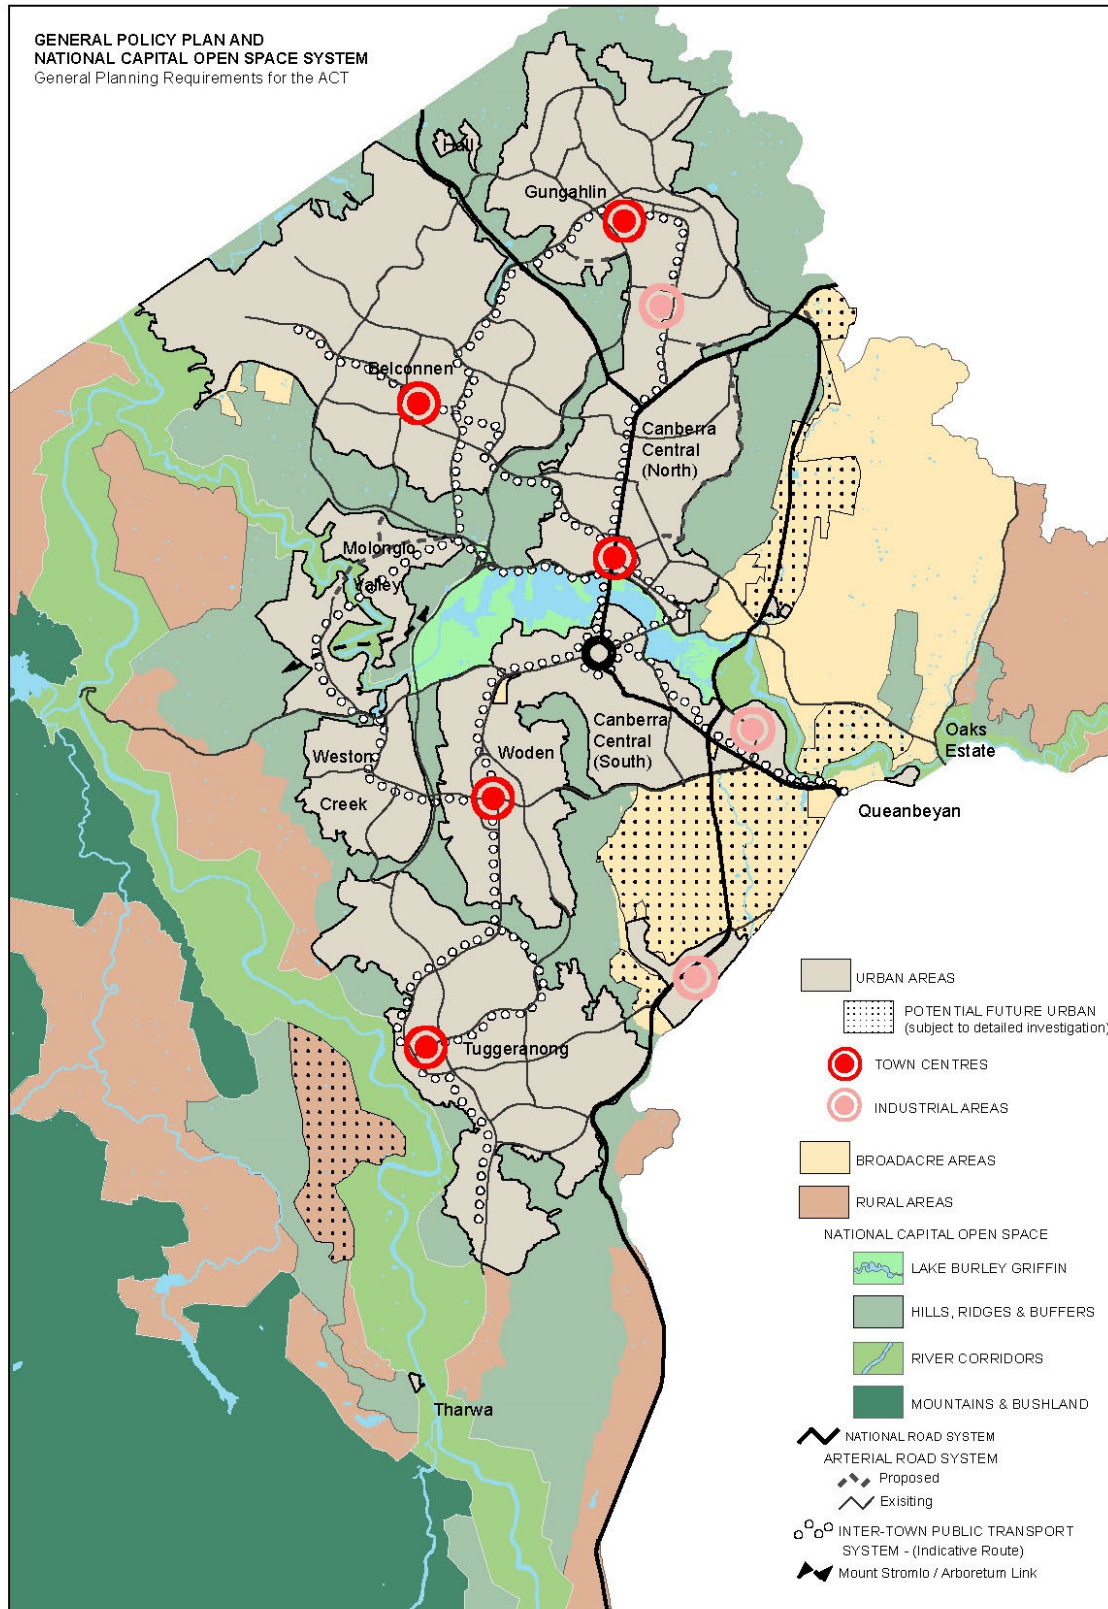 GENERAL POLICY PLAN AND
NATIONAL CAPITAL OPEN SPACE SYSTEM
General Planning Requirements for the ACT
Hall
Gungahlin
Belconnen
Canberra
Central
(North)
Molonglo
Valley
Canberra
Central
(South)
Woden
Weston
Creek
Oaks
Estate
Queanbeyan
Tuggeranong
Tharwa
URBAN AREAS
POTENTIAL FUTURE URBAN
(subject to detailed investigation)
TOWN CENTRES
INDUSTRIAL AREAS
BROADACRE AREAS
RURAL AREAS
NATIONAL CAPITAL OPEN SPACE
LAKE BURLEY GRIFFIN
HILLS, RIDGES & BUFFERS
RIVER CORRIDORS
MOUNTAINS & BUSHLAND
NATIONAL ROAD SYSTEM
ARTERIAL ROAD SYSTEM
Proposed
Exisiting
INTER-TOWN PUBLIC TRANSPORT
SYSTEM - (Indicative Route)
Mount Stromlo / Arboretum Link